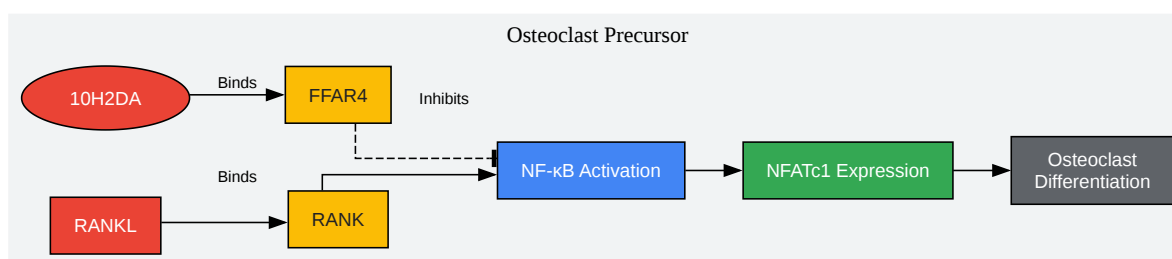 Osteoclast Precursor
10H2DA
Binds
FFAR4
Inhibits
NF-κB Activation
NFATc1 Expression
Osteoclast
Differentiation
Binds
RANKL
RANK